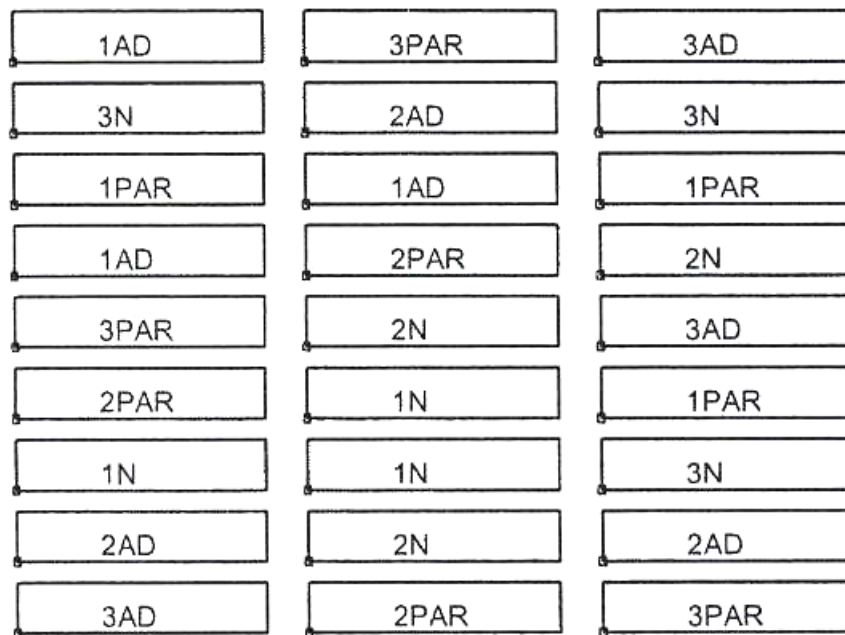 1AD 3PAR 3AD
3N 2AD 3N
1PAR 1AD 1PAR
1AD 2PAR 2N
3PAR 2N 3AD
2PAR 1N 1PAR
1N 1N 3N
2AD 2N 2AD
3AD 2PAR 3PAR